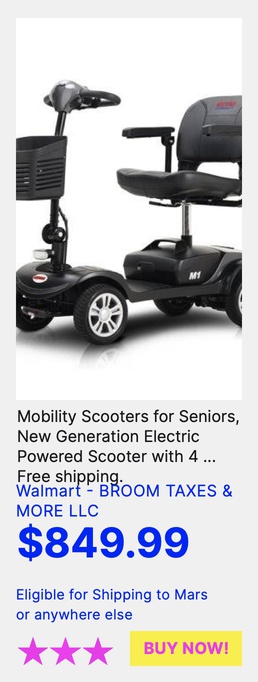 M1
Mobility Scooters for Seniors,
New Generation Electric
Powered Scooter with 4 ...
Free shipping.
Walmart - BROOM TAXES &
MORE LLC
$849.99
Eligible for Shipping to Mars
or anywhere else
BUY NOW!